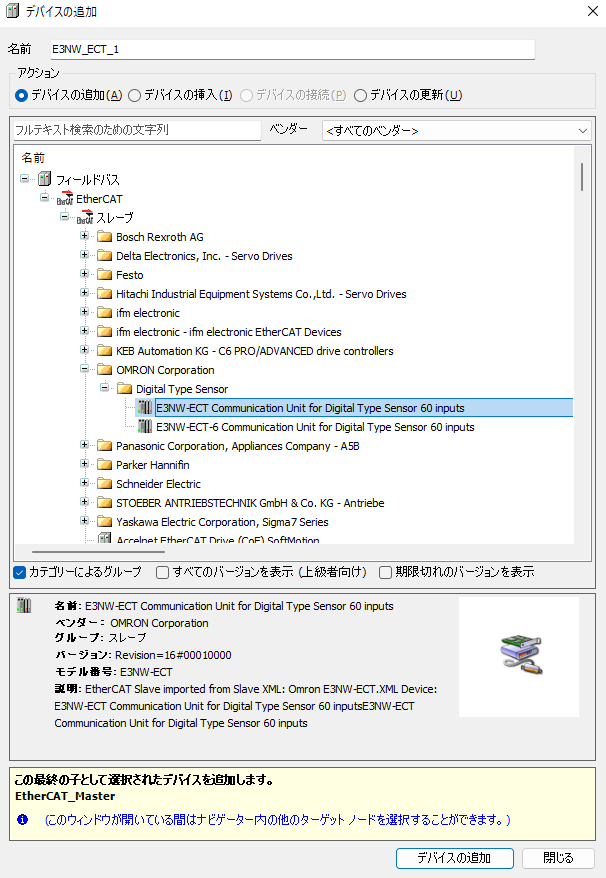 デバイスの追加
名前 E3NW_ECT_1
アクション
デバイスの追加(A) デバイスの挿入(I) デバイスの接続(P) デバイスの更新(U)
フルテキスト検索のための文字列 ベンダー <すべてのベンダー>
名前
フィールドバス
EtherCAT
スレーブ
Bosch Rexroth AG
Delta Electronics, Inc. - Servo Drives
Festo
Hitachi Industrial Equipment Systems Co.,Ltd. - Servo Drives
ifm electronic
ifm electronic - ifm electronic EtherCAT Devices
KEB Automation KG - C6 PRO/ADVANCED drive controllers
OMRON Corporation
Digital Type Sensor
E3NW-ECT Communication Unit for Digital Type Sensor 60 inputs
E3NW-ECT-6 Communication Unit for Digital Type Sensor 60 inputs
Panasonic Corporation, Appliances Company - A5B
Parker Hannifin
Schneider Electric
STOEBER ANTRIEBSTECHNIK GmbH & Co. KG - Antriebe
Yaskawa Electric Corporation, Sigma7 Series
Accelnet EtherCAT Drive (CoE) SoftMotion
カテゴリーによるグループ すべてのバージョンを表示 (上級者向け) 期限切れのバージョンを表示
名前: E3NW-ECT Communication Unit for Digital Type Sensor 60 inputs
ベンダー: OMRON Corporation
グループ: スレーブ
バージョン: Revision=16#00010000
モデル番号: E3NW-ECT
説明: EtherCAT Slave imported from Slave XML: Omron E3NW-ECT.XML Device:
E3NW-ECT Communication Unit for Digital Type Sensor 60 inputsE3NW-ECT
Communication Unit for Digital Type Sensor 60 inputs
この最終の子として選択されたデバイスを追加します。
EtherCAT_Master
(このウィンドウが開いている間はナビゲーター内の他のターゲット ノードを選択することができます。)
デバイスの追加 閉じる